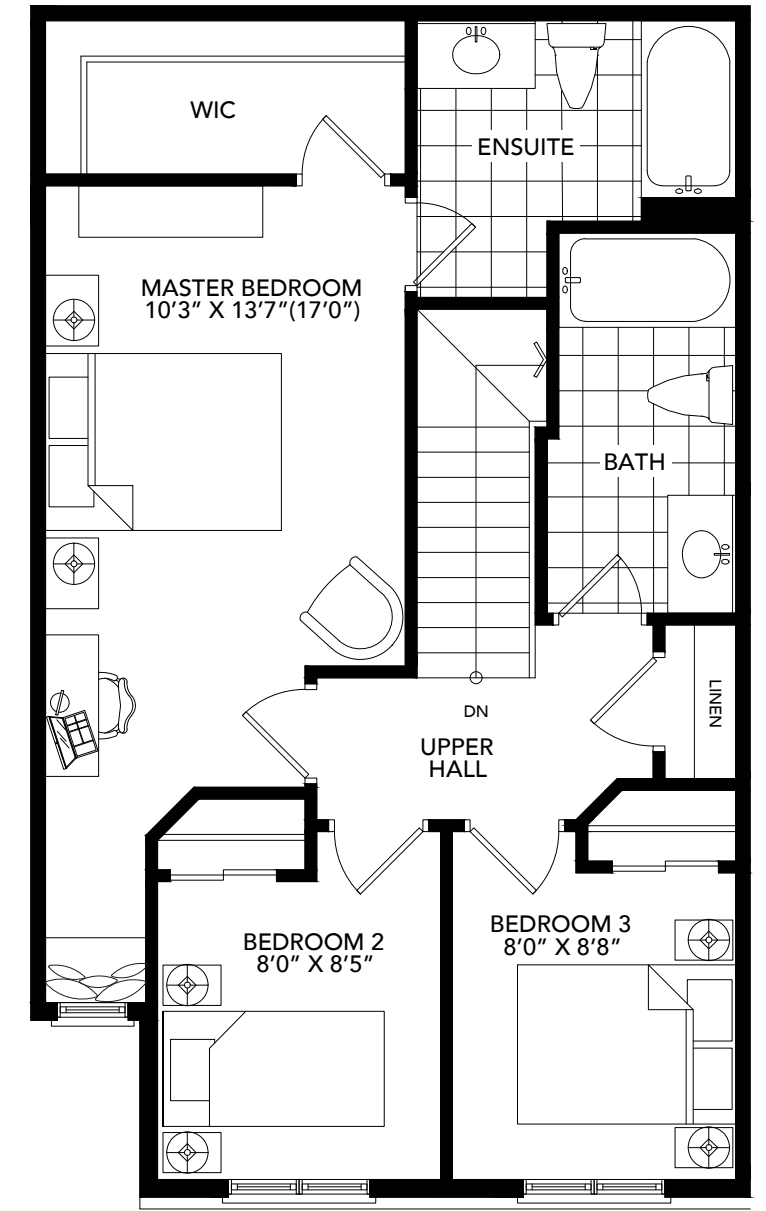 WIC
ENSUITE
MASTER BEDROOM
10’3” X 13’7”(17’0”)
BATH
LINEN
DN
UPPER
HALL
BEDROOM 2
8’0” X 8’5”
BEDROOM 3
8’0” X 8’8”